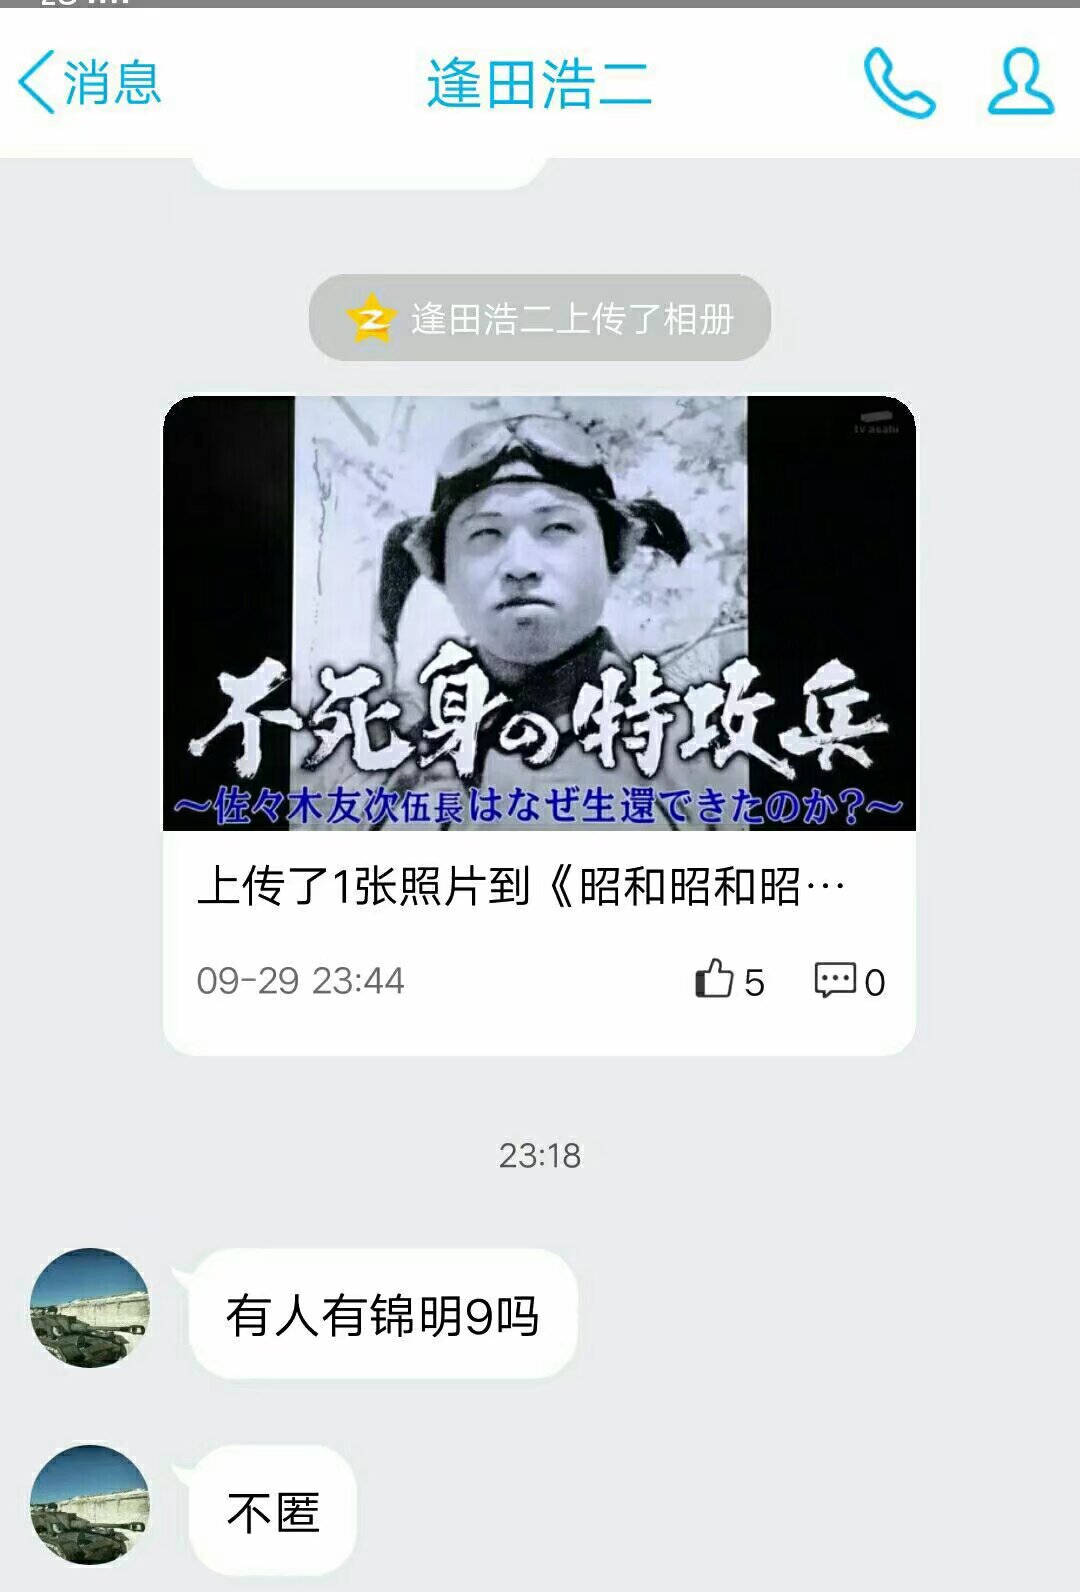 消息
逢田浩二
逢田浩二上传了相册
tv asahi
不死身の特攻兵
～佐々木友次伍長はなぜ生還できたのか?～
上传了1张照片到《昭和昭和昭…
09-29 23:44
5
0
23:18
有人有锦明9吗
不匿